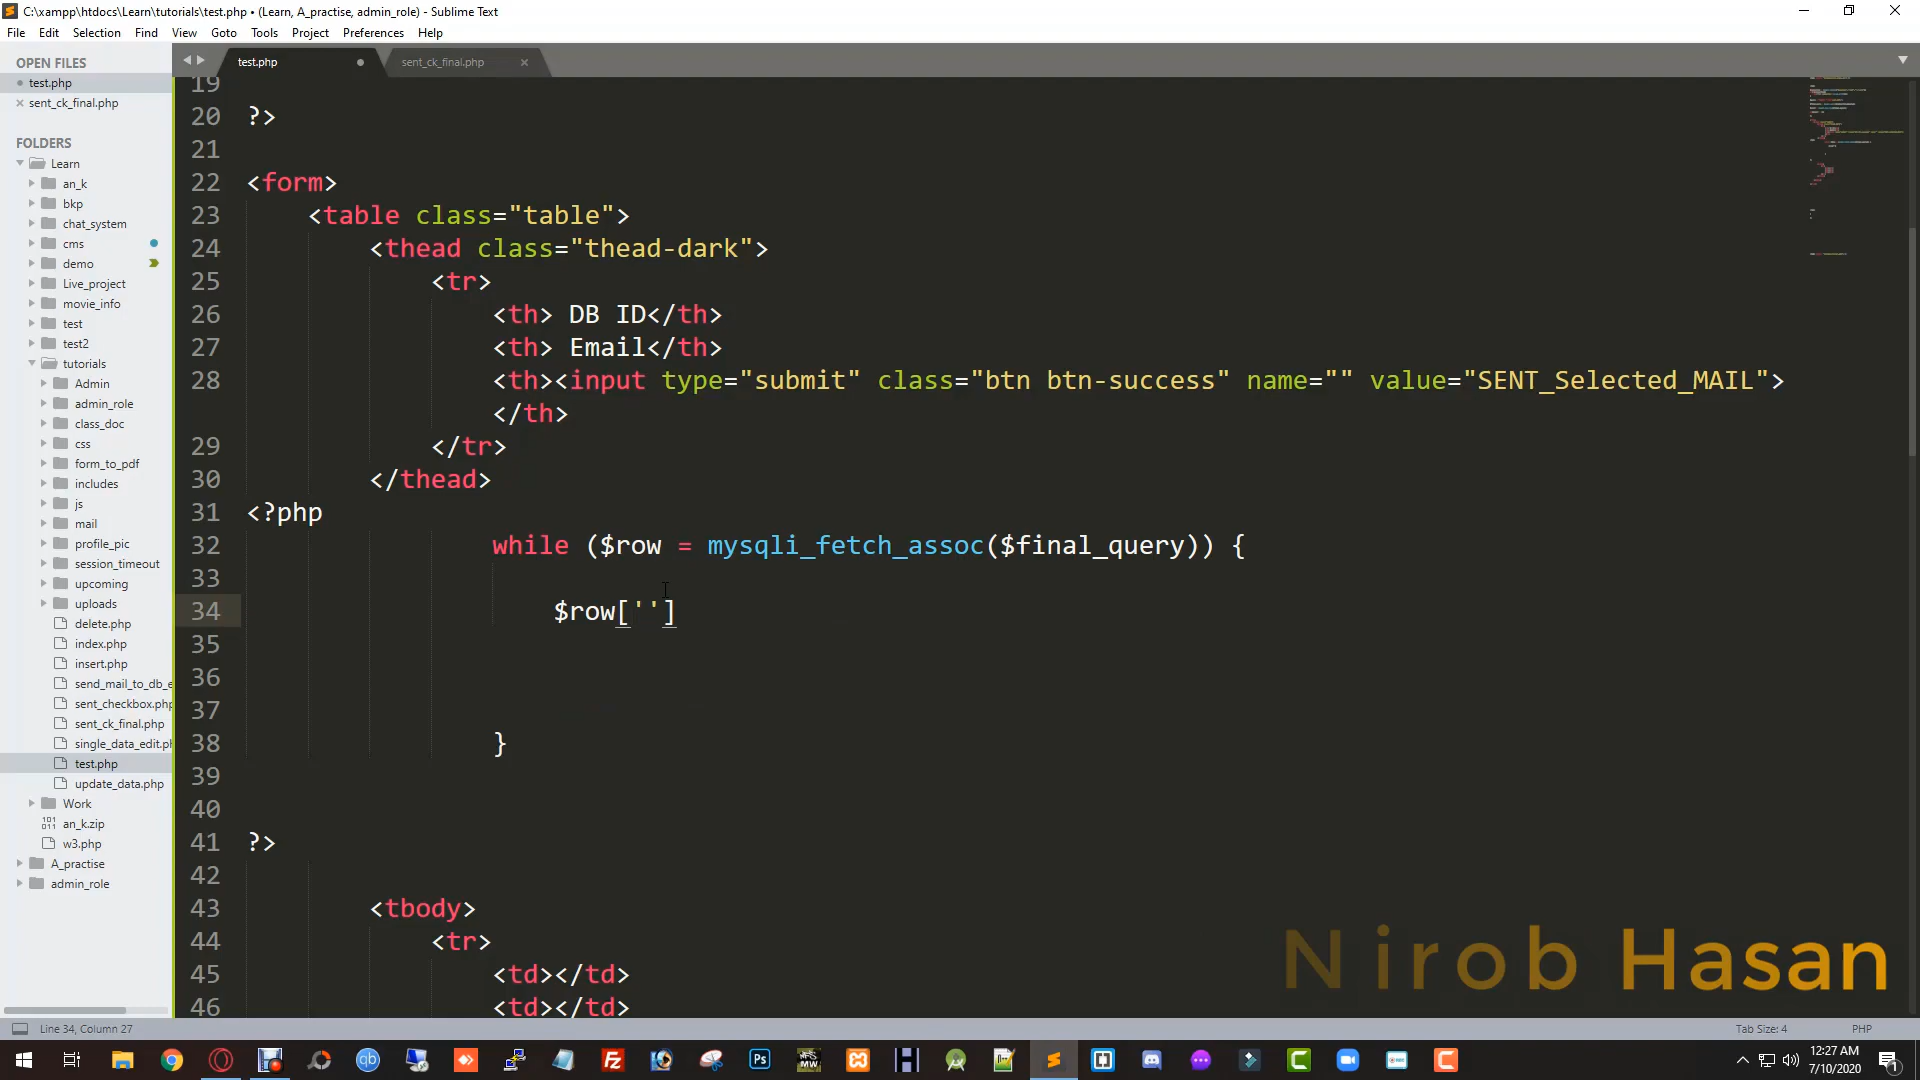 C:\xampp\htdocs\Learn\tutorials\test.php • (Learn, A_practise, admin_role) - Sublime Text
File Edit Selection Find View Goto Tools Project Preferences Help
OPEN FILES
test.php
sent_ck_final.php
FOLDERS
Learn
an_k
bkp
chat_system
cms
demo
Live_project
movie_info
test
test2
tutorials
Admin
admin_role
class_doc
css
form_to_pdf
includes
js
mail
profile_pic
session_timeout
upcoming
uploads
delete.php
index.php
insert.php
send_mail_to_db_e
sent_checkbox.php
sent_ck_final.php
single_data_edit.ph
test.php
update_data.php
Work
an_k.zip
w3.php
A_practise
admin_role
test.php sent_ck_final.php
19
20 ?>
21
22 <form>
23 <table class="table">
24 <thead class="thead-dark">
25 <tr>
26 <th> DB ID</th>
27 <th> Email</th>
28 <th><input type="submit" class="btn btn-success" name="" value="SENT_Selected_MAIL">
</th>
29 </tr>
30 </thead>
31 <?php
32 while ($row = mysqli_fetch_assoc($final_query)) {
33
34 $row['']
35
36
37
38 }
39
40
41 ?>
42
43 <tbody>
44 <tr>
45 <td></td>
46 <td></td>
Nirob Hasan
Line 34, Column 27
Tab Size: 4 PHP
12:27 AM
7/10/2020